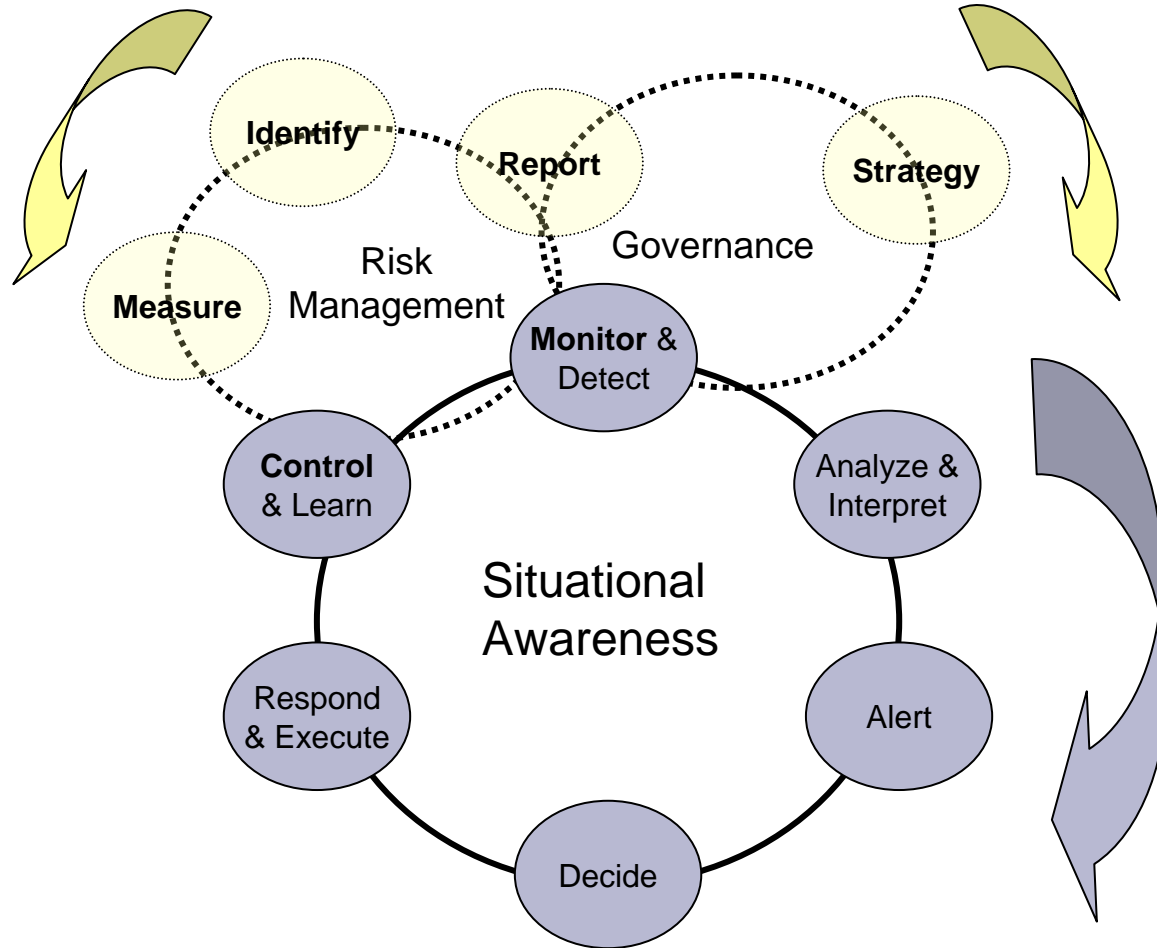 Identify
Report
Strategy
Measure
Risk
Management
Governance
Monitor &
Detect
Control
& Learn
Analyze &
Interpret
Situational
Awareness
Respond
& Execute
Alert
Decide